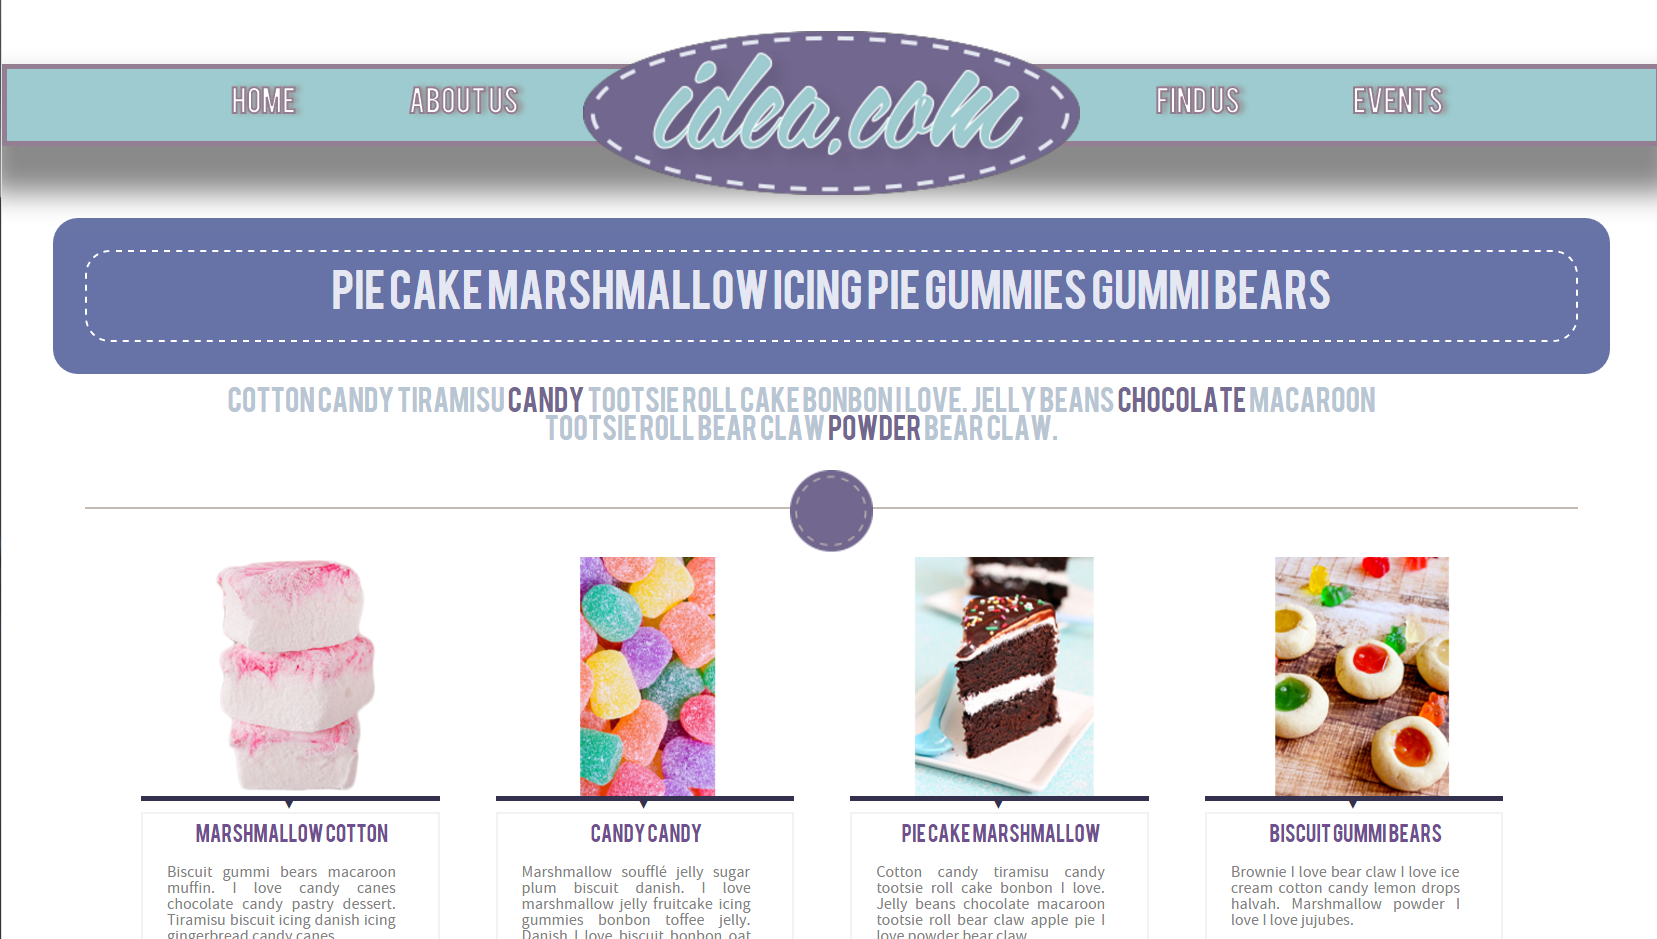 HOME
ABOUT US
idea.com
FIND US
EVENTS
PIE CAKE MARSHMALLOW ICING PIE GUMMIES GUMMI BEARS
COTTON CANDY TIRAMISU CANDY TOOTSIE ROLL CAKE BONBON I LOVE. JELLY BEANS CHOCOLATE MACAROON
TOOTSIE ROLL BEAR CLAW POWDER BEAR CLAW.
MARSHMALLOW COTTON
Biscuit gummi bears macaroon
muffin. I love candy canes
chocolate candy pastry dessert.
Tiramisu biscuit icing danish icing
gingerbread candy canes
CANDY CANDY
Marshmallow soufflé jelly sugar
plum biscuit danish. I love
marshmallow jelly fruitcake icing
gummies bonbon toffee jelly.
Danish I love biscuit bonbon oat
PIE CAKE MARSHMALLOW
Cotton candy tiramisu candy
tootsie roll cake bonbon I love.
Jelly beans chocolate macaroon
tootsie roll bear claw apple pie I
love powder bear claw
BISCUIT GUMMI BEARS
Brownie I love bear claw I love ice
cream cotton candy lemon drops
halvah. Marshmallow powder I
love I love jujubes.